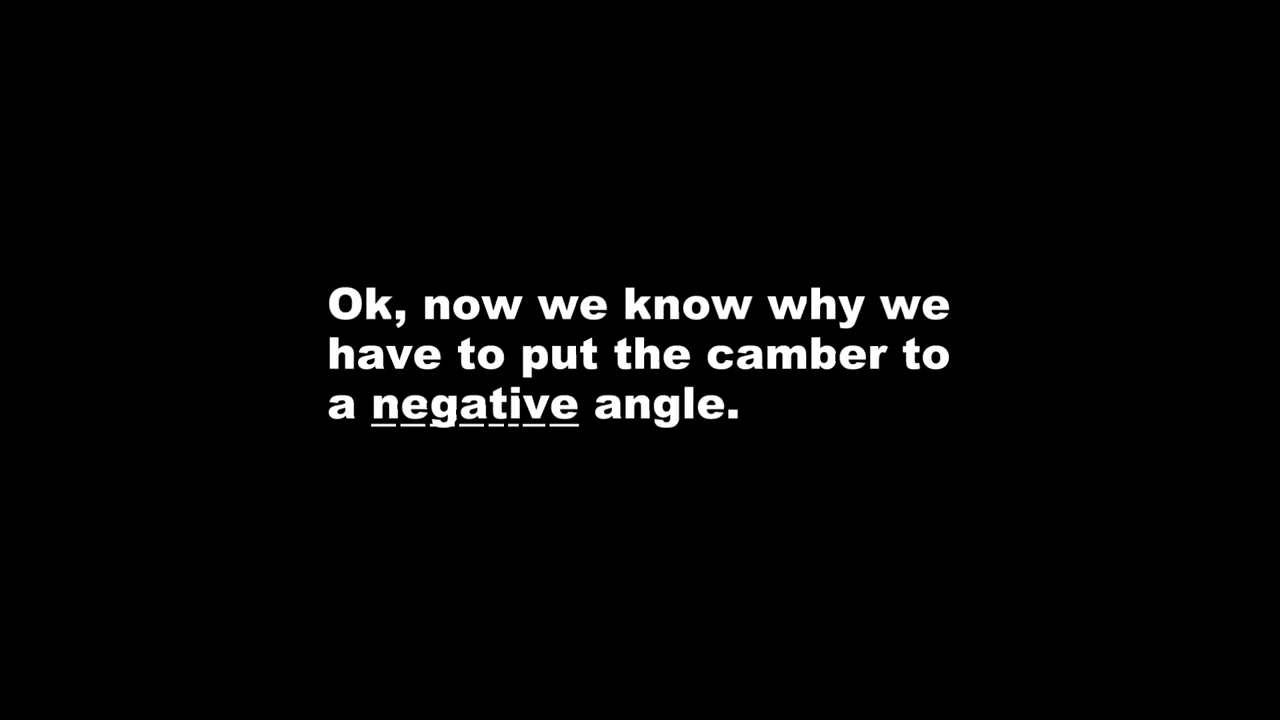 Ok, now we know why we
have to put the camber to
a negative angle.